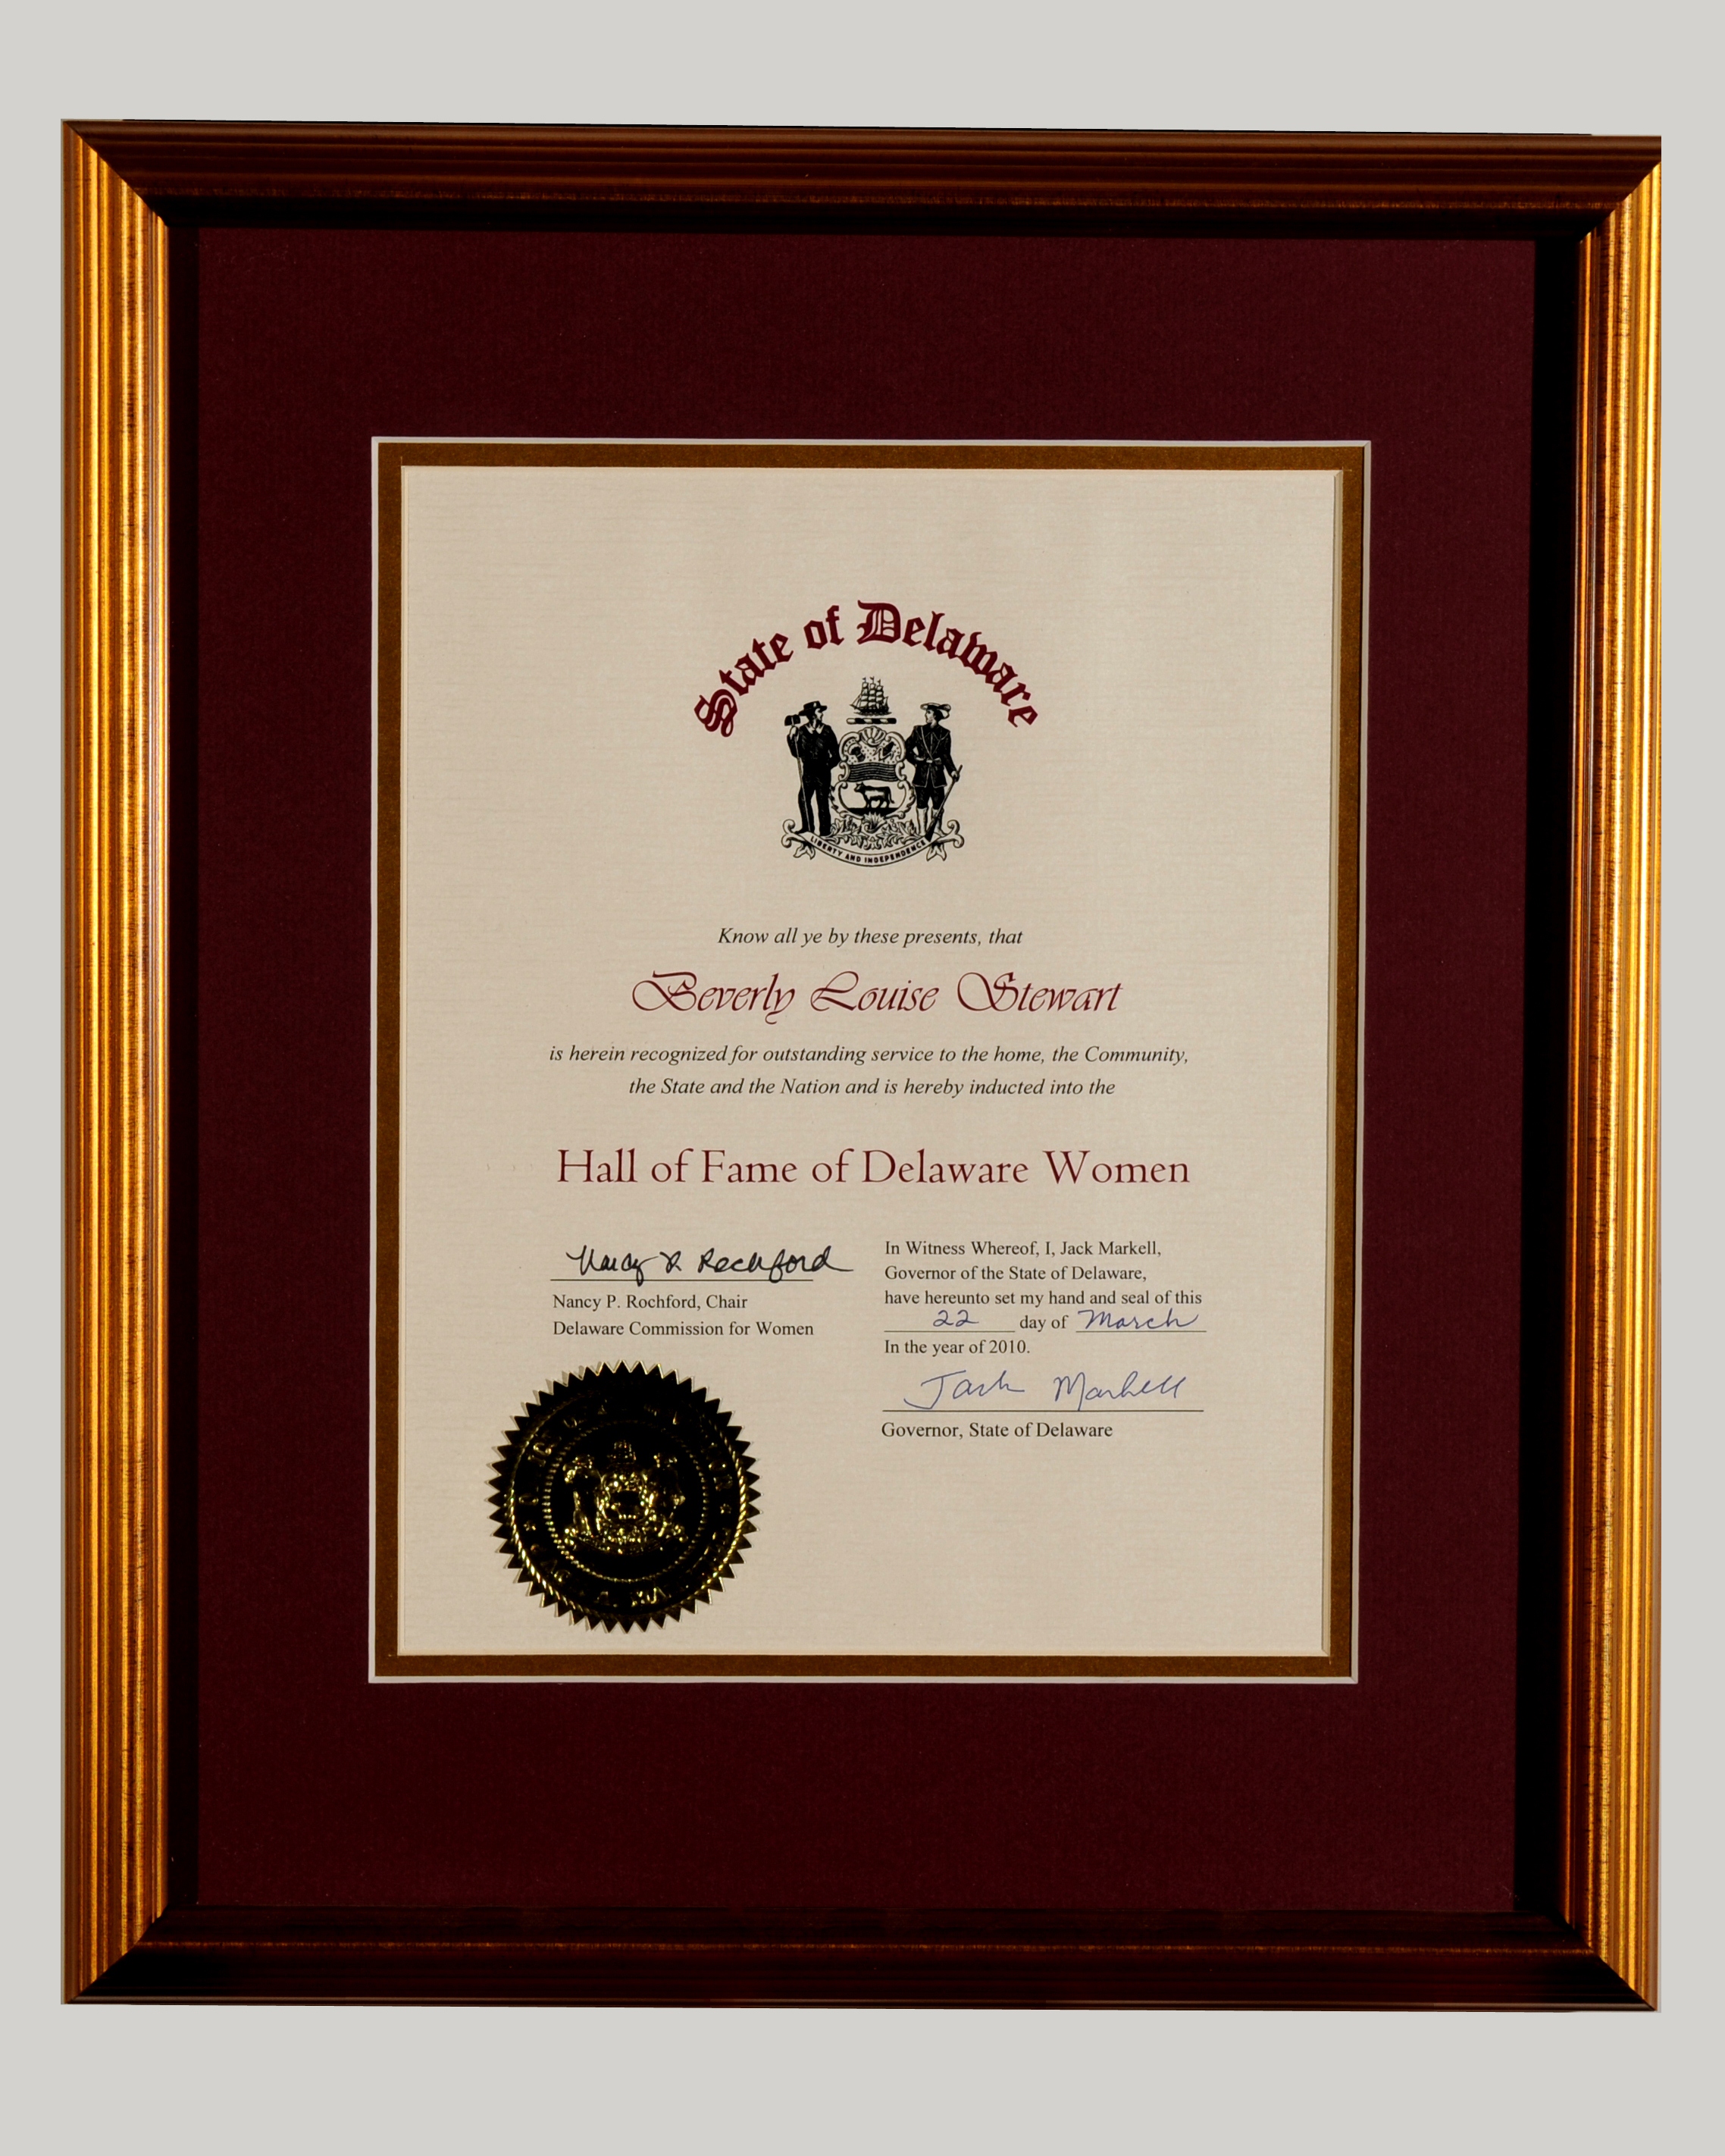 State of Delaware
LIBERTY AND INDEPENDENCE
Know all ye by these presents, that
Beverly Louise Stewart
is herein recognized for outstanding service to the home, the Community,
the State and the Nation and is hereby inducted into the
Hall of Fame of Delaware Women
Nancy P. Rochford
Nancy P. Rochford, Chair
Delaware Commission for Women
In Witness Whereof, I, Jack Markell,
Governor of the State of Delaware,
have hereunto set my hand and seal of this
22 day of March
In the year of 2010.
Jack Markell
Governor, State of Delaware